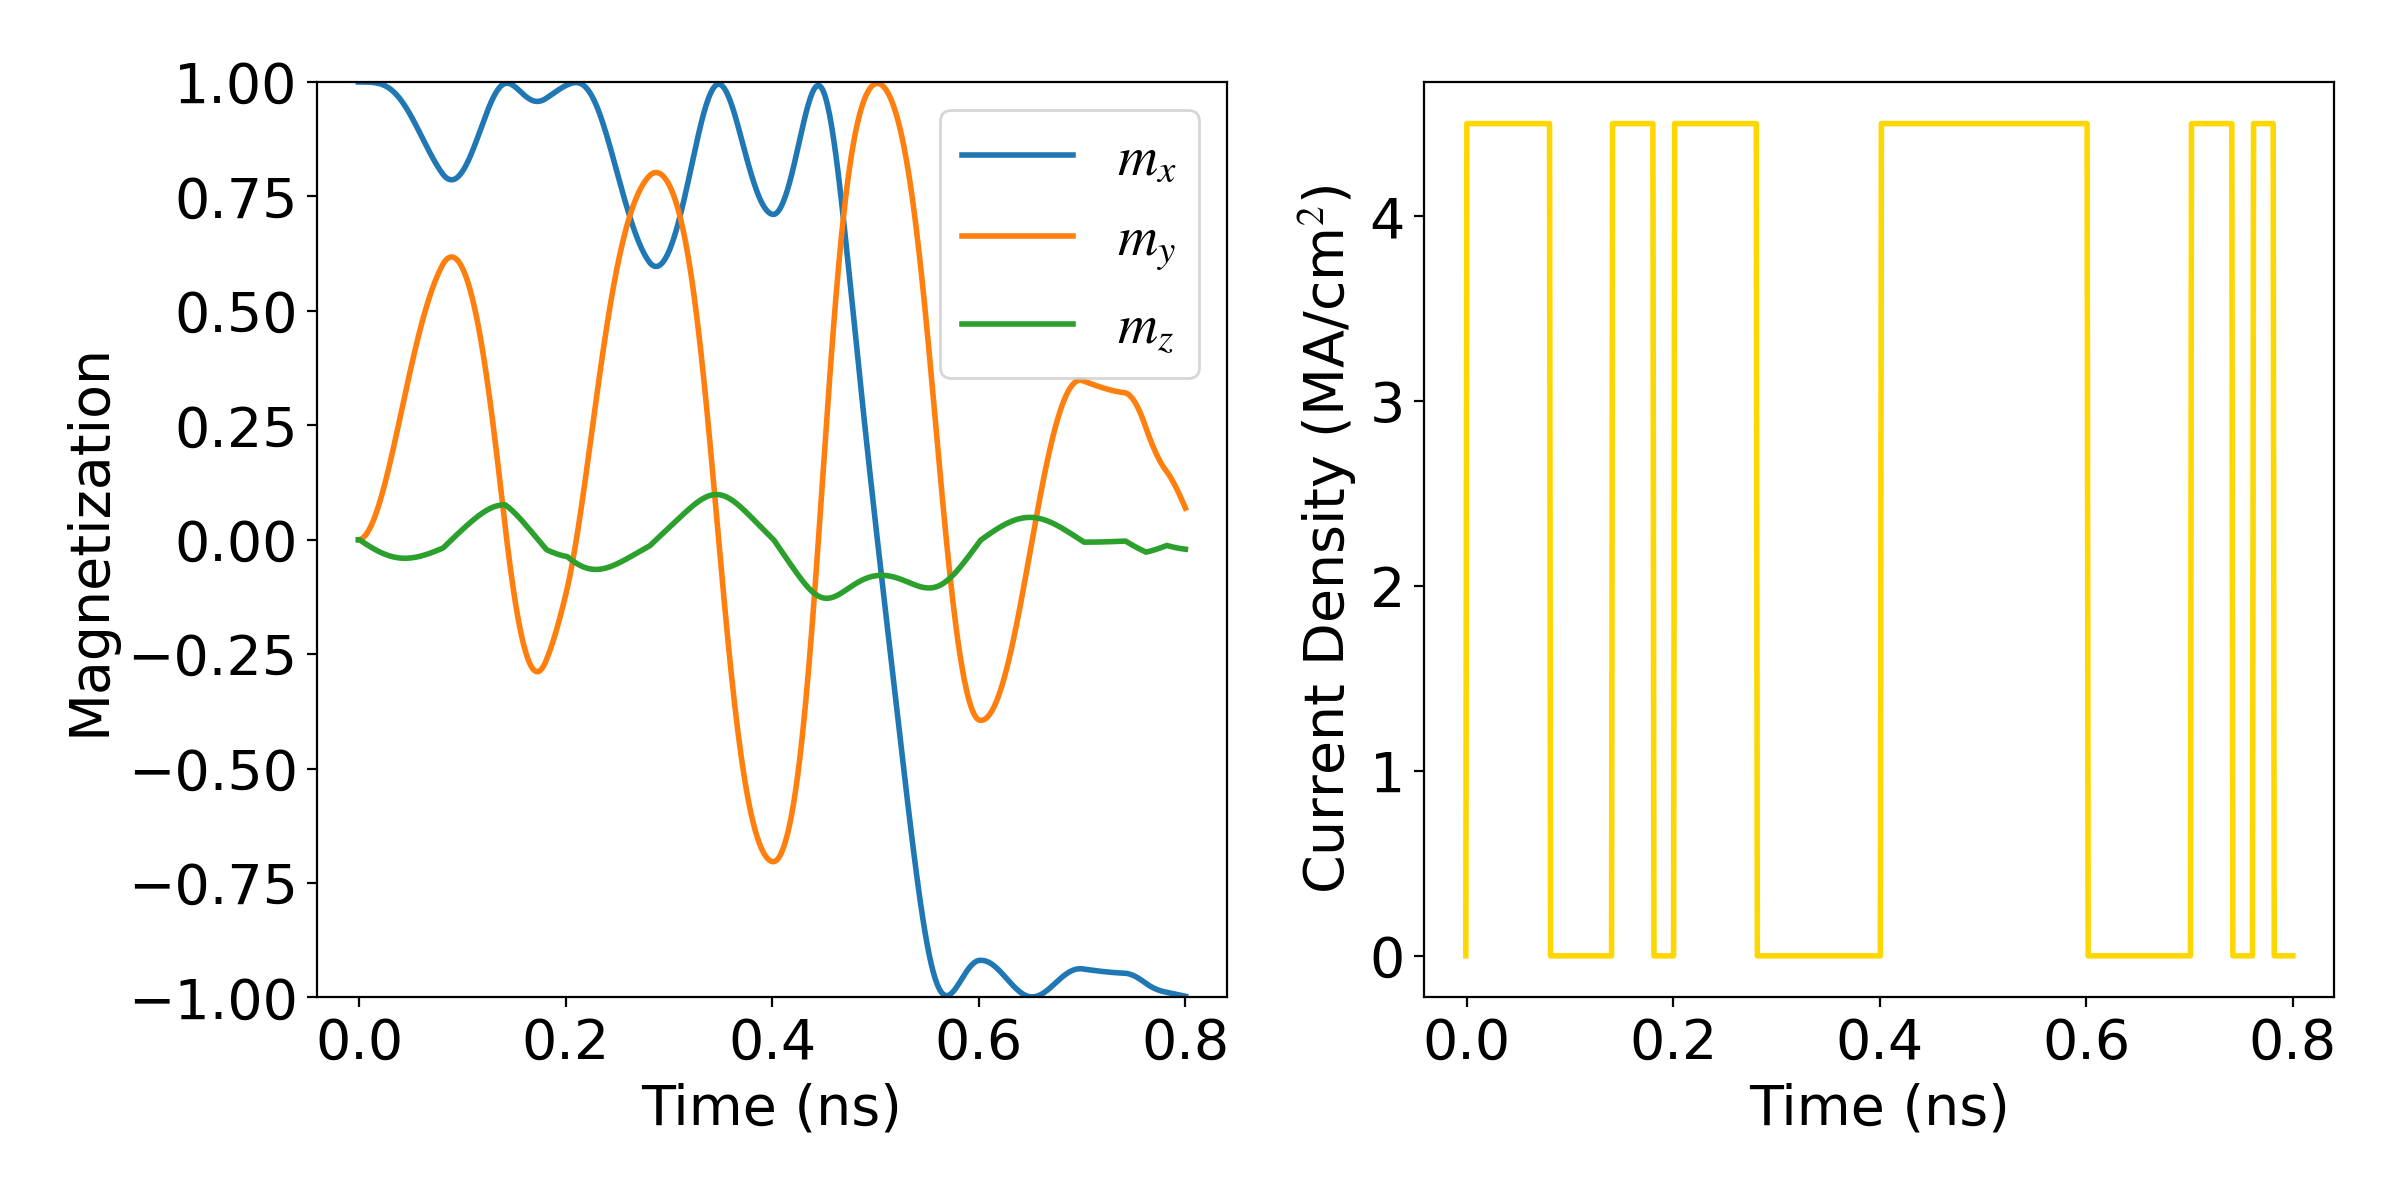 1.00
0.75
0.50
0.25
0.00
−0.25
−0.50
−0.75
−1.00
Magnetization
0.0 0.2 0.4 0.6 0.8
Time (ns)
m_x
m_y
m_z
4
3
2
1
0
Current Density (MA/cm²)
0.0 0.2 0.4 0.6 0.8
Time (ns)